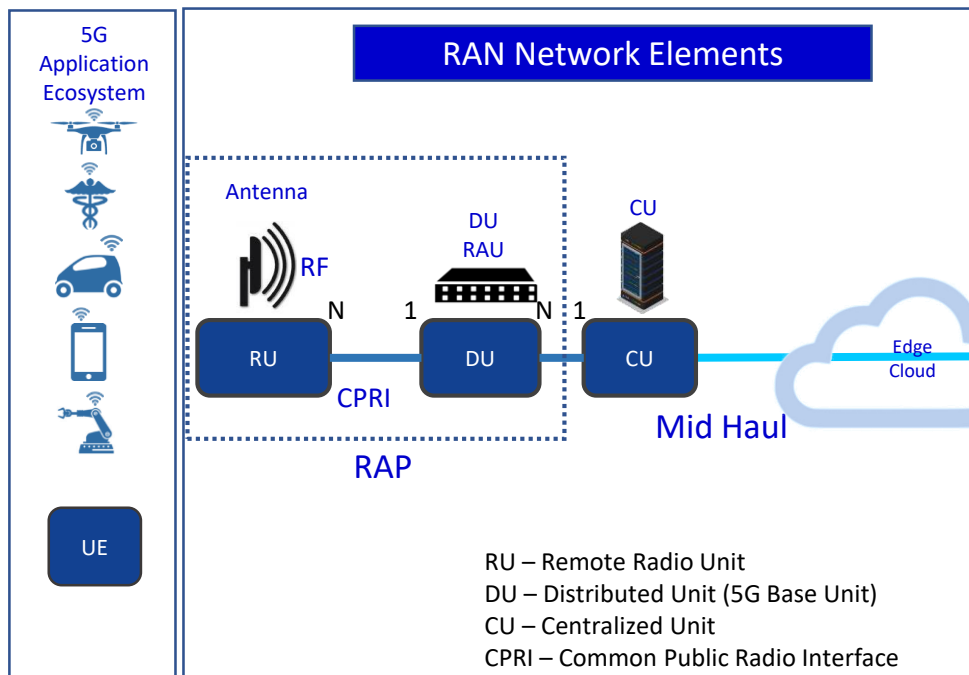 5G
Application
Ecosystem
UE
RAN Network Elements
Antenna
RF
DU
RAU
CU
N
1
N
1
RU
DU
CU
CPRI
Edge
Cloud
Mid Haul
RAP
RU – Remote Radio Unit
DU – Distributed Unit (5G Base Unit)
CU – Centralized Unit
CPRI – Common Public Radio Interface